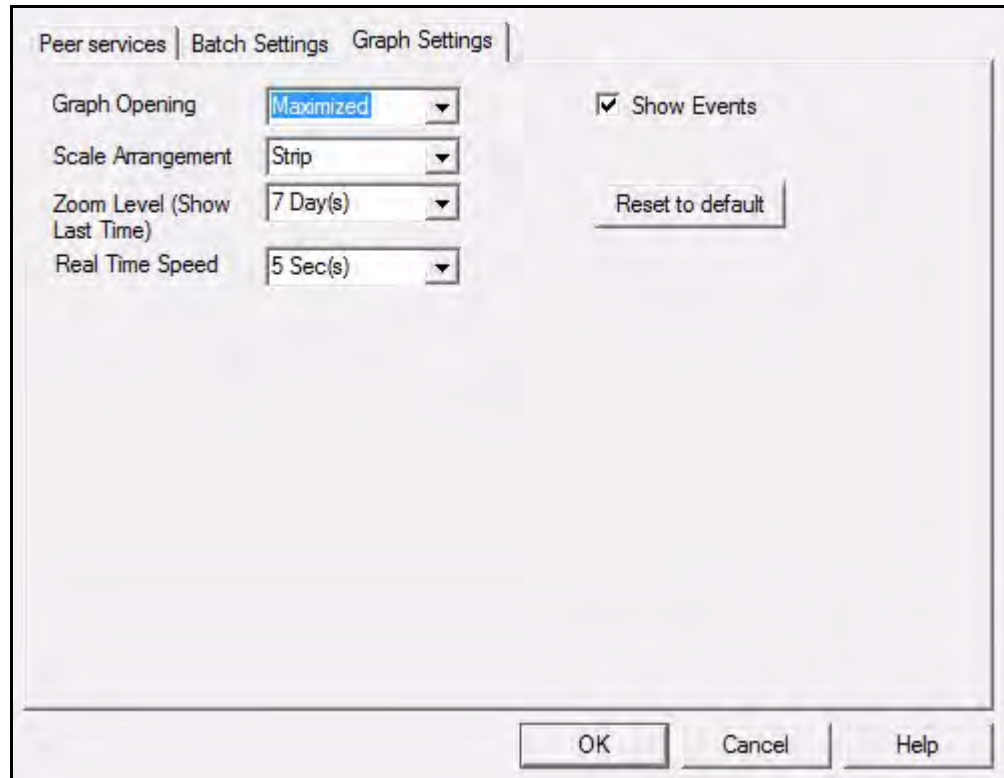 Peer services Batch Settings Graph Settings
Graph Opening Maximized Show Events
Scale Arrangement Strip
Zoom Level (Show 7 Day(s) Reset to default
Last Time)
Real Time Speed 5 Sec(s)
OK Cancel Help